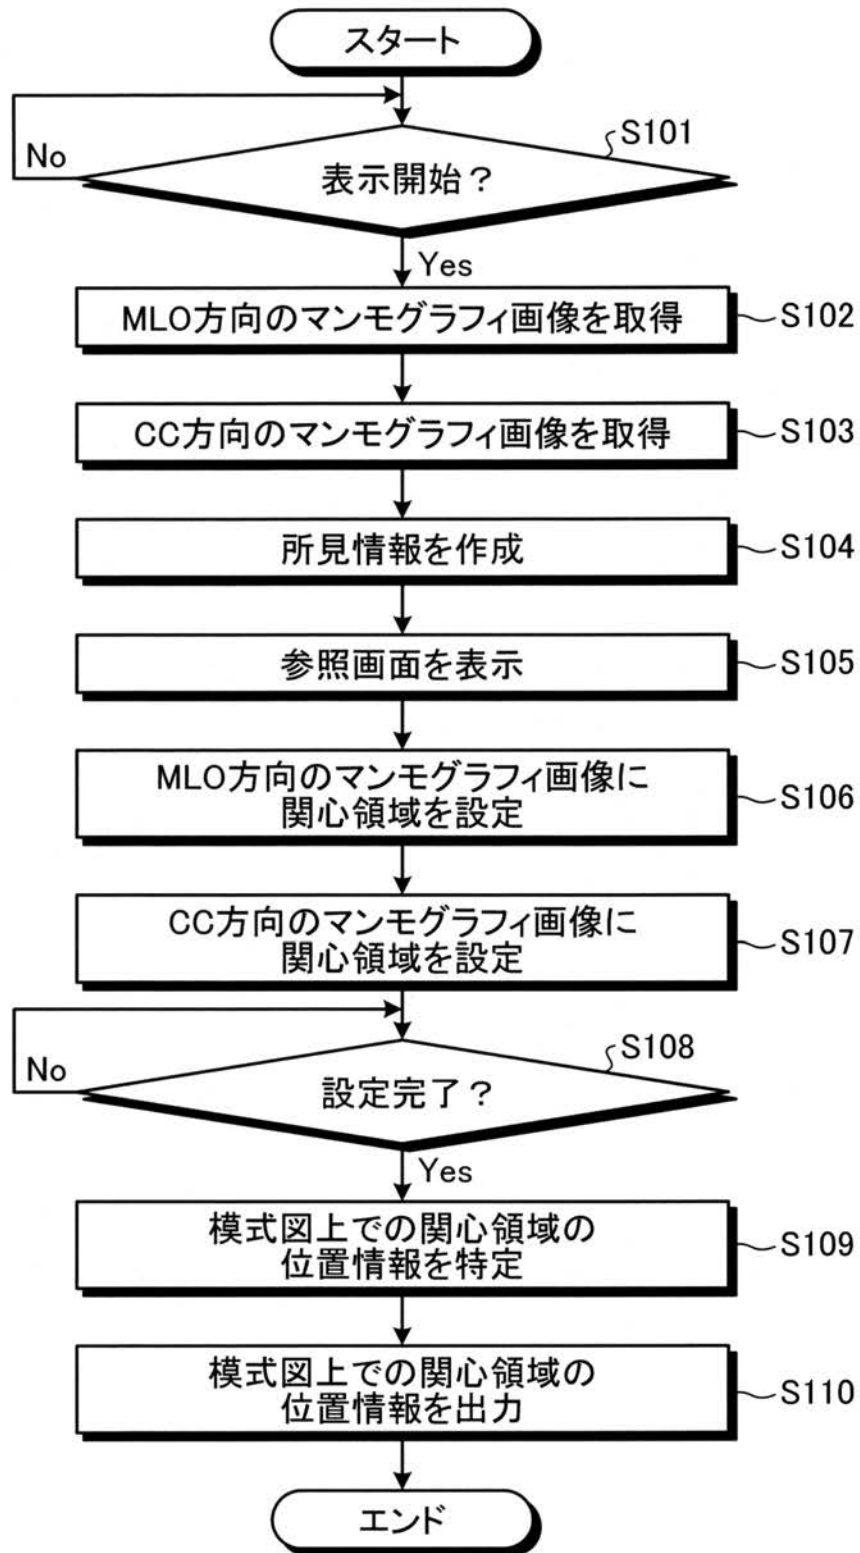 スタート
S101
No
表示開始？
Yes
MLO方向のマンモグラフィ画像を取得
S102
CC方向のマンモグラフィ画像を取得
S103
所見情報を作成
S104
参照画面を表示
S105
MLO方向のマンモグラフィ画像に
関心領域を設定
S106
CC方向のマンモグラフィ画像に
関心領域を設定
S107
S108
No
設定完了？
Yes
模式図上での関心領域の
位置情報を特定
S109
模式図上での関心領域の
位置情報を出力
S110
エンド